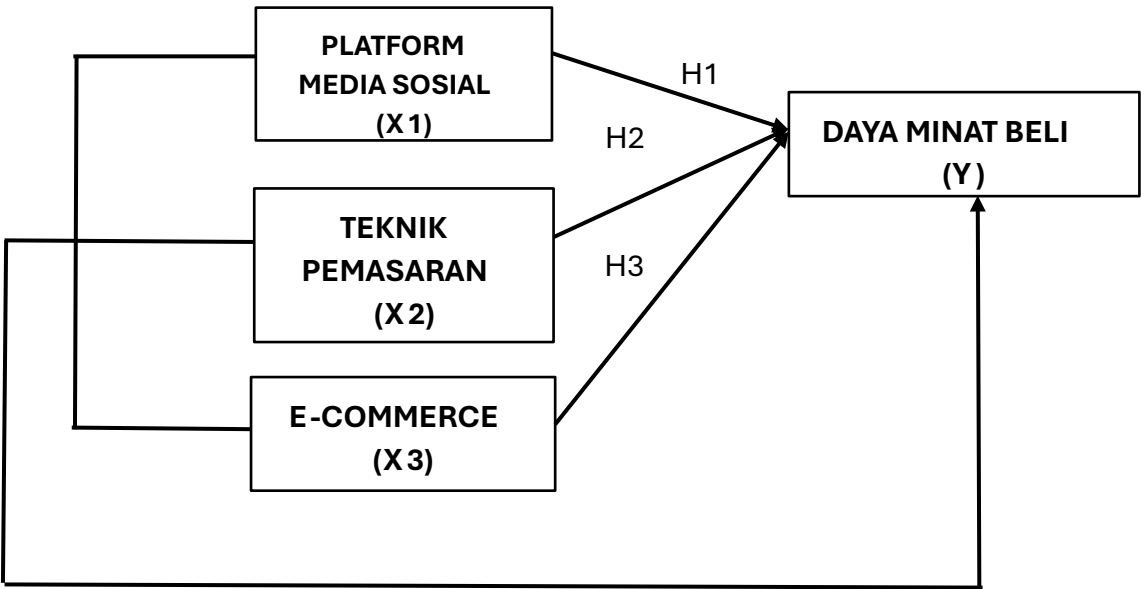 PLATFORM
MEDIA SOSIAL
(X1)
H1
DAYA MINAT BELI
(Y)
H2
TEKNIK
PEMASARAN
(X2)
H3
E-COMMERCE
(X3)